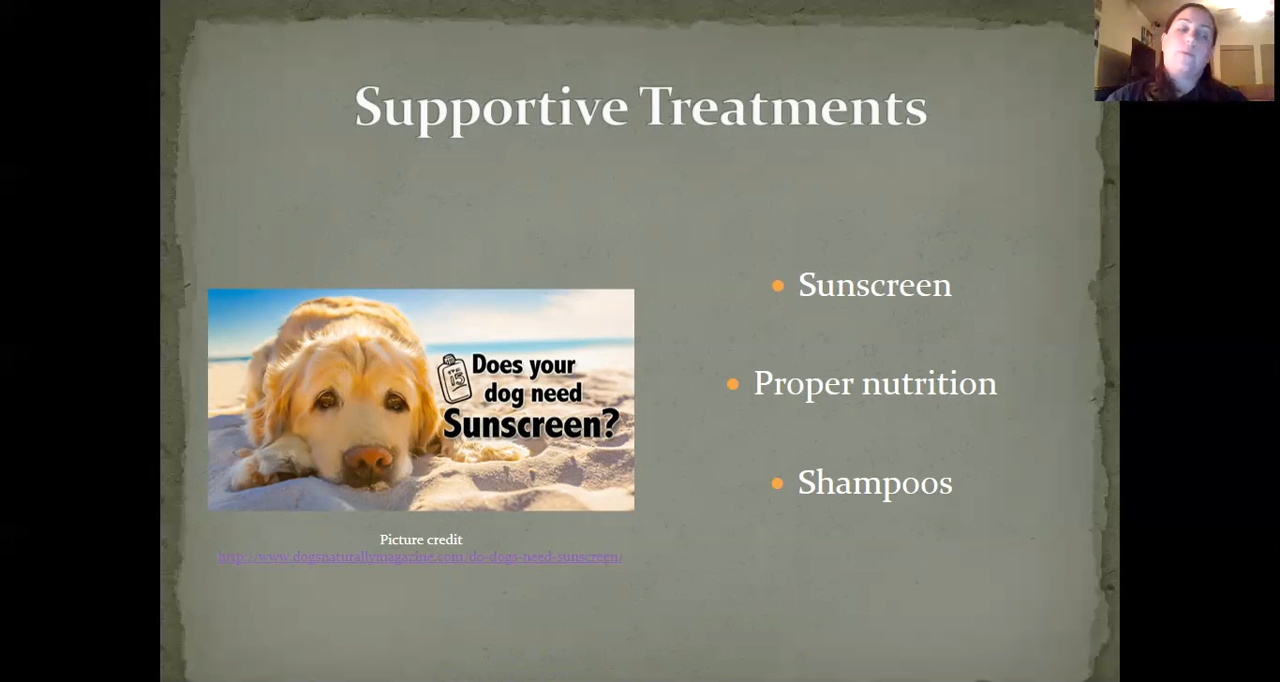 Supportive Treatments
Does your
dog need
Sunscreen?
15
Picture credit
http://www.dogsnaturallymagazine.com/do-dogs-need-sunscreen/
• Sunscreen
• Proper nutrition
• Shampoos